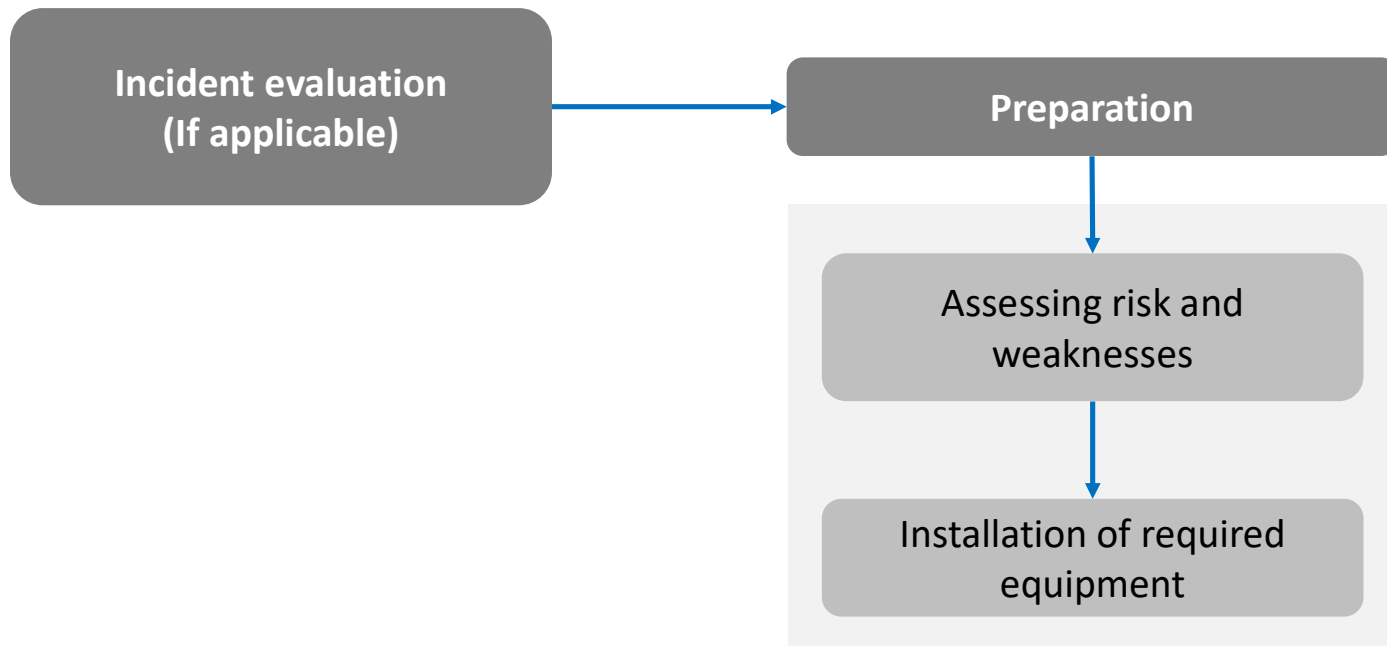 Incident evaluation
(If applicable)
Preparation
Assessing risk and
weaknesses
Installation of required
equipment